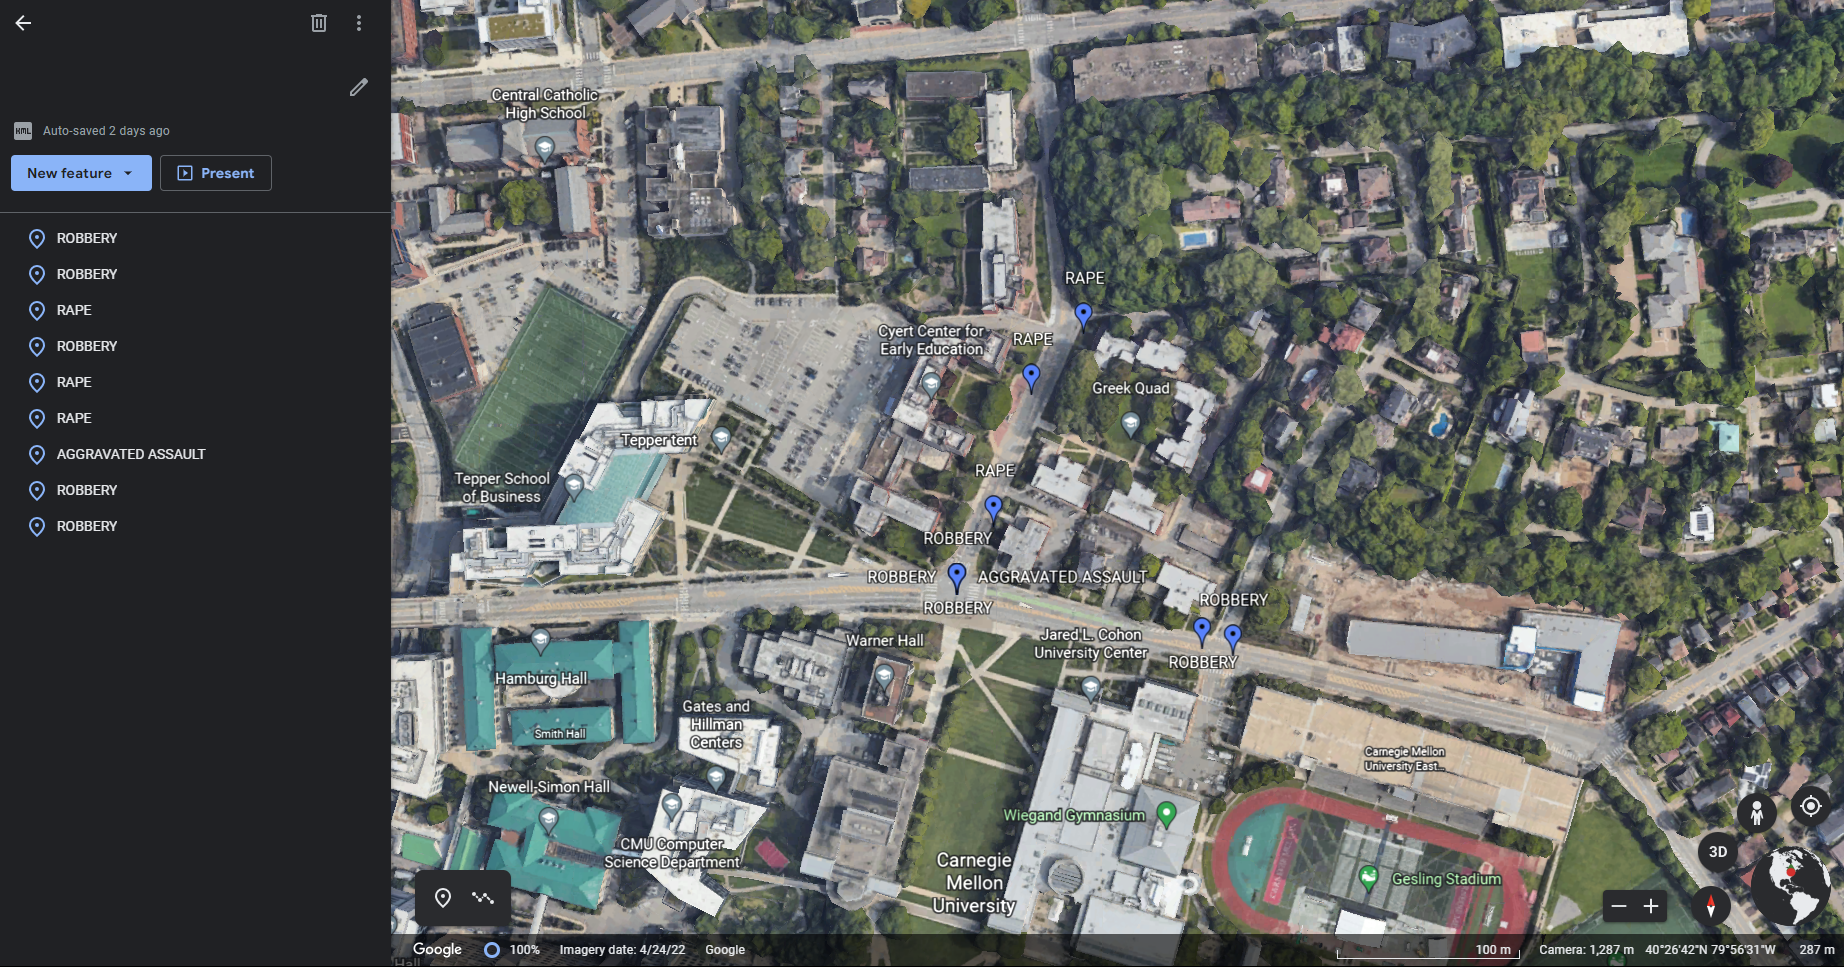 Auto-saved 2 days ago
New feature
Present
ROBBERY
ROBBERY
RAPE
ROBBERY
RAPE
RAPE
AGGRAVATED ASSAULT
ROBBERY
ROBBERY
Central Catholic
High School
RAPE
Cyert Center for
Early Education
RAPE
Greek Quad
Tepper tent
Tepper School
of Business
RAPE
ROBBERY
ROBBERY
AGGRAVATED ASSAULT
ROBBERY
ROBBERY
Warner Hall
Jared L. Cohon
University Center
ROBBERY
Hamburg Hall
Gates and
Hillman
Centers
Smith Hall
Carnegie Mellon
University East...
Newell-Simon Hall
Wiegand Gymnasium
CMU Computer
Science Department
Carnegie
Mellon
University
Gesling Stadium
3D
Google
100%
Imagery date: 4/24/22
Google
100 m
Camera: 1,287 m
40°26'42"N 79°56'31"W
287 m
Hall
KML